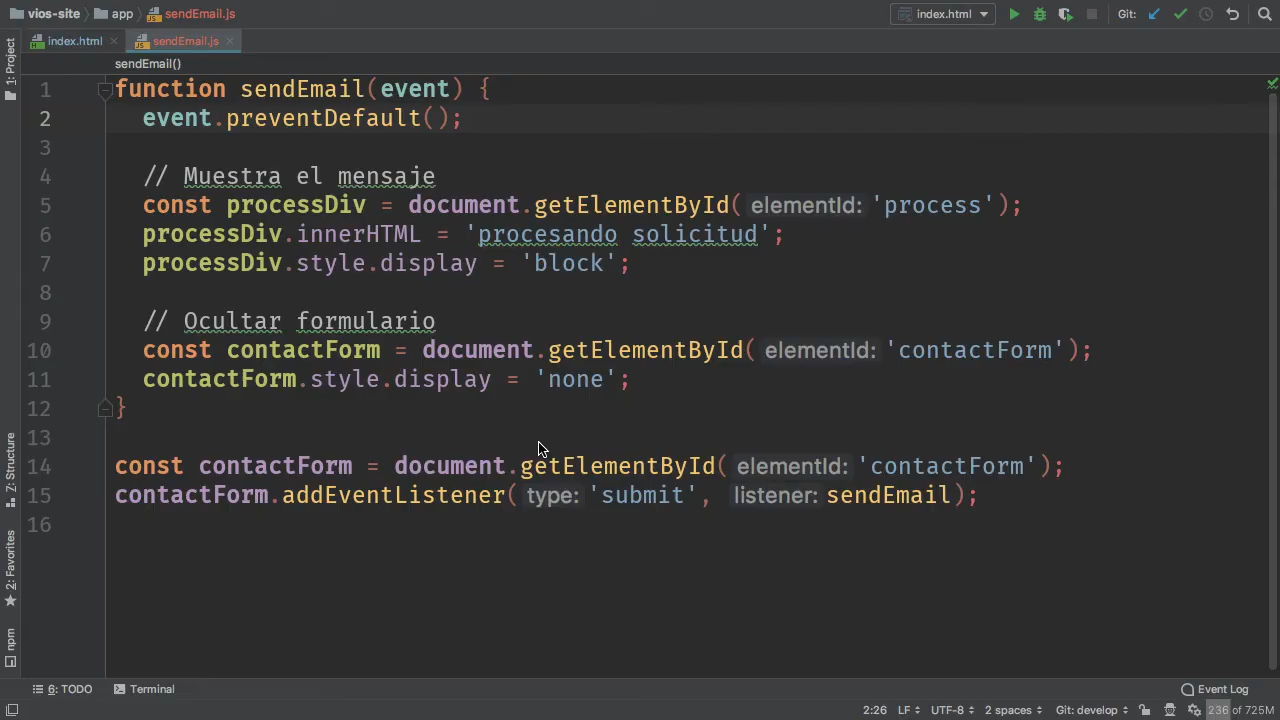 vios-site app sendEmail.js index.html Git:
index.html sendEmail.js
sendEmail()
1 function sendEmail(event) {
2 event.preventDefault();
3
4 // Muestra el mensaje
5 const processDiv = document.getElementById( elementId: 'process');
6 processDiv.innerHTML = 'procesando solicitud';
7 processDiv.style.display = 'block';
8
9 // Ocultar formulario
10 const contactForm = document.getElementById( elementId: 'contactForm');
11 contactForm.style.display = 'none';
12 }
13
14 const contactForm = document.getElementById( elementId: 'contactForm');
15 contactForm.addEventListener( type: 'submit', listener: sendEmail);
16
1: Project
Z: Structure
2: Favorites
npm
6: TODO Terminal Event Log
2:26 LF UTF-8 2 spaces Git: develop 236 of 725M